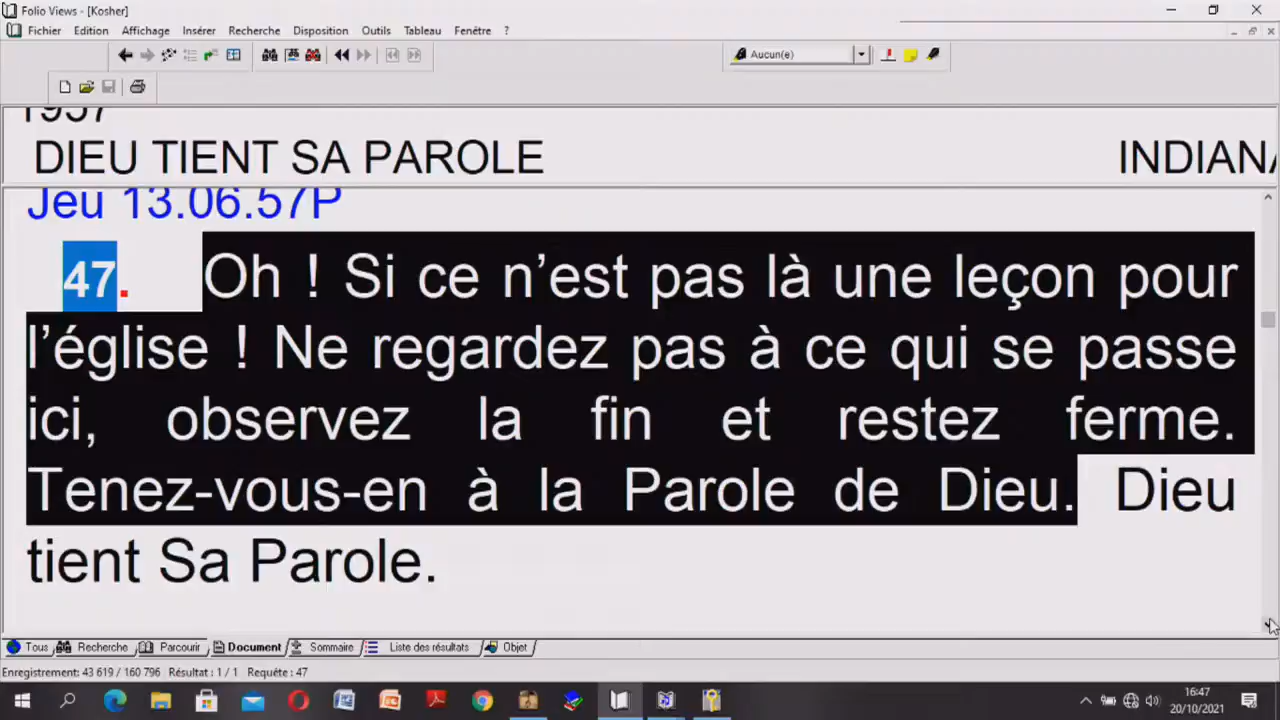 Folio Views - [Kosher]
Fichier Edition Affichage Insérer Recherche Disposition Outils Tableau Fenêtre ?
Aucun(e)
1957
DIEU TIENT SA PAROLE INDIANA
Jeu 13.06.57P
47. Oh ! Si ce n’est pas là une leçon pour
l’église ! Ne regardez pas à ce qui se passe
ici, observez la fin et restez ferme.
Tenez-vous-en à la Parole de Dieu. Dieu
tient Sa Parole.
Tous Recherche Parcourir Document Sommaire Liste des résultats Objet
Enregistrement: 43 619 / 160 796 Résultat : 1 / 1 Requête : 47
16:47
20/10/2021